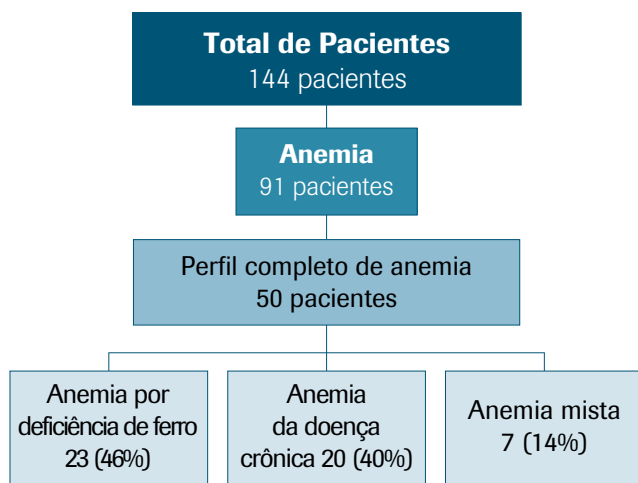 Total de Pacientes
144 pacientes
Anemia
91 pacientes
Perfil completo de anemia
50 pacientes
Anemia por
deficiência de ferro
23 (46%)
Anemia
da doença
crônica 20 (40%)
Anemia mista
7 (14%)